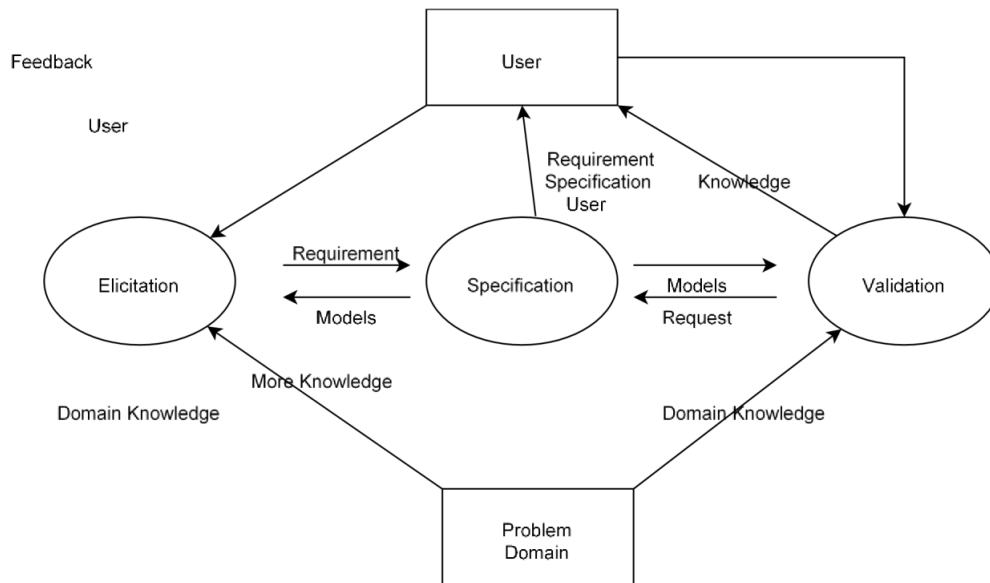 User
Feedback
User
Requirement
Specification
User
Knowledge
Requirement
Elicitation
Specification
Validation
Models
Models
Request
More Knowledge
Domain Knowledge
Domain Knowledge
Problem
Domain